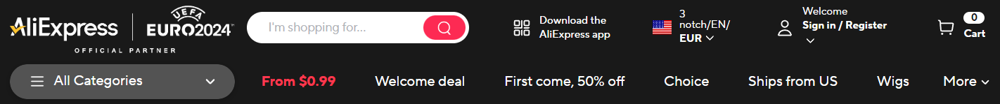 AliExpress
UEFA
EURO2024™
OFFICIAL PARTNER
I'm shopping for...
Download the
AliExpress app
3
notch/EN/
EUR
Welcome
Sign in / Register
0
Cart
All Categories
From $0.99
Welcome deal
First come, 50% off
Choice
Ships from US
Wigs
More